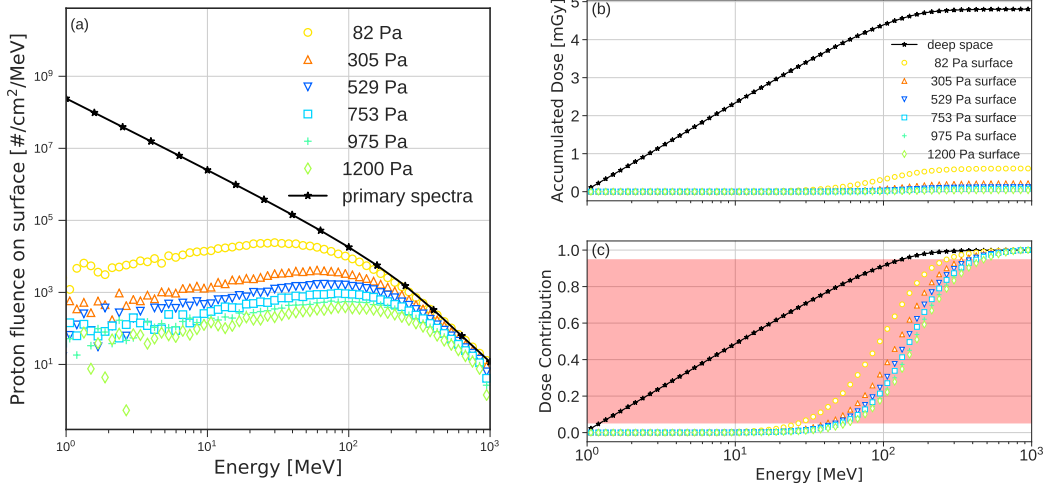 (a)
82 Pa
305 Pa
529 Pa
753 Pa
975 Pa
1200 Pa
primary spectra
Proton fluence on surface [#/cm²/MeV]
10⁹
10⁷
10⁵
10³
10¹
10⁰
10¹
10²
10³
Energy [MeV]
(b)
deep space
82 Pa surface
305 Pa surface
529 Pa surface
753 Pa surface
975 Pa surface
1200 Pa surface
Accumulated Dose [mGy]
5
4
3
2
1
0
(c)
Dose Contribution
1.0
0.8
0.6
0.4
0.2
0.0
10⁰
10¹
10²
10³
Energy [MeV]